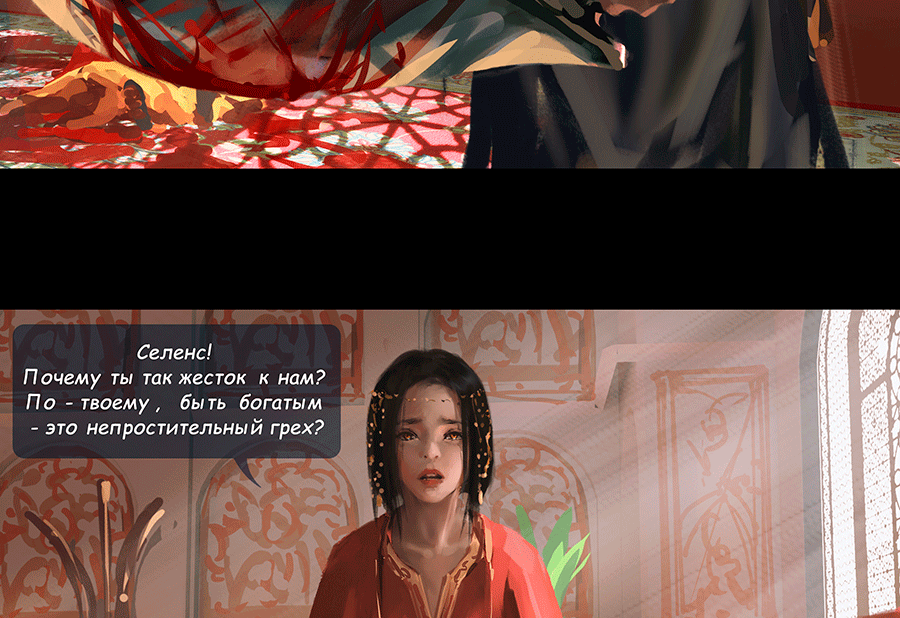 Селенс!
Почему ты так жесток к нам?
По - твоему , быть богатым
- это непростительный грех?